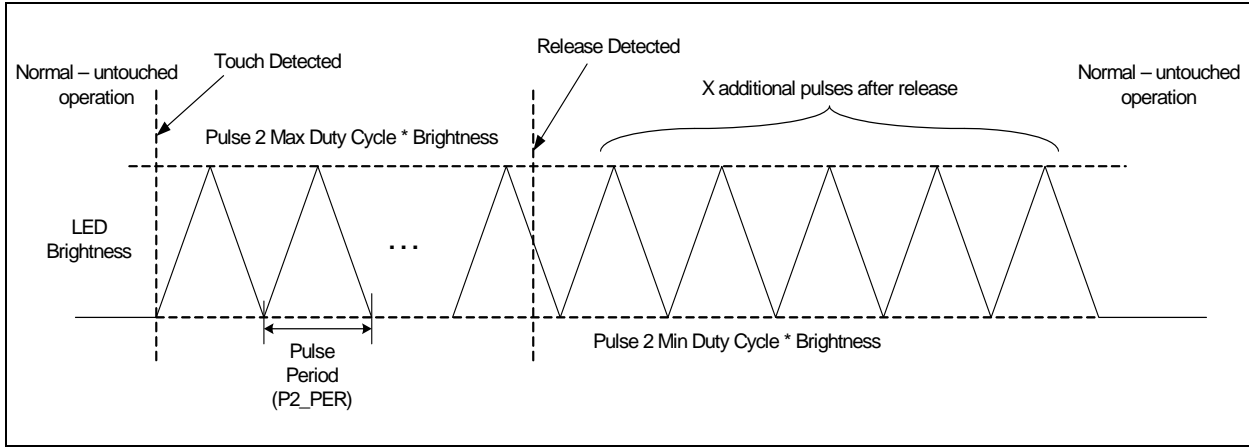 Normal – untouched
operation
Touch Detected
Release Detected
X additional pulses after release
Normal – untouched
operation
Pulse 2 Max Duty Cycle * Brightness
LED
Brightness
...
Pulse 2 Min Duty Cycle * Brightness
Pulse
Period
(P2_PER)